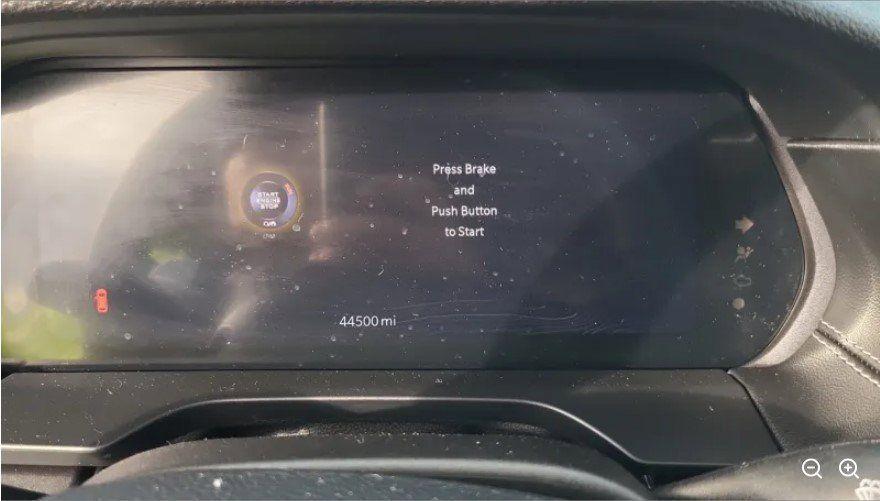 START
ENGINE
STOP
Press Brake
and
Push Button
to Start
44500 mi